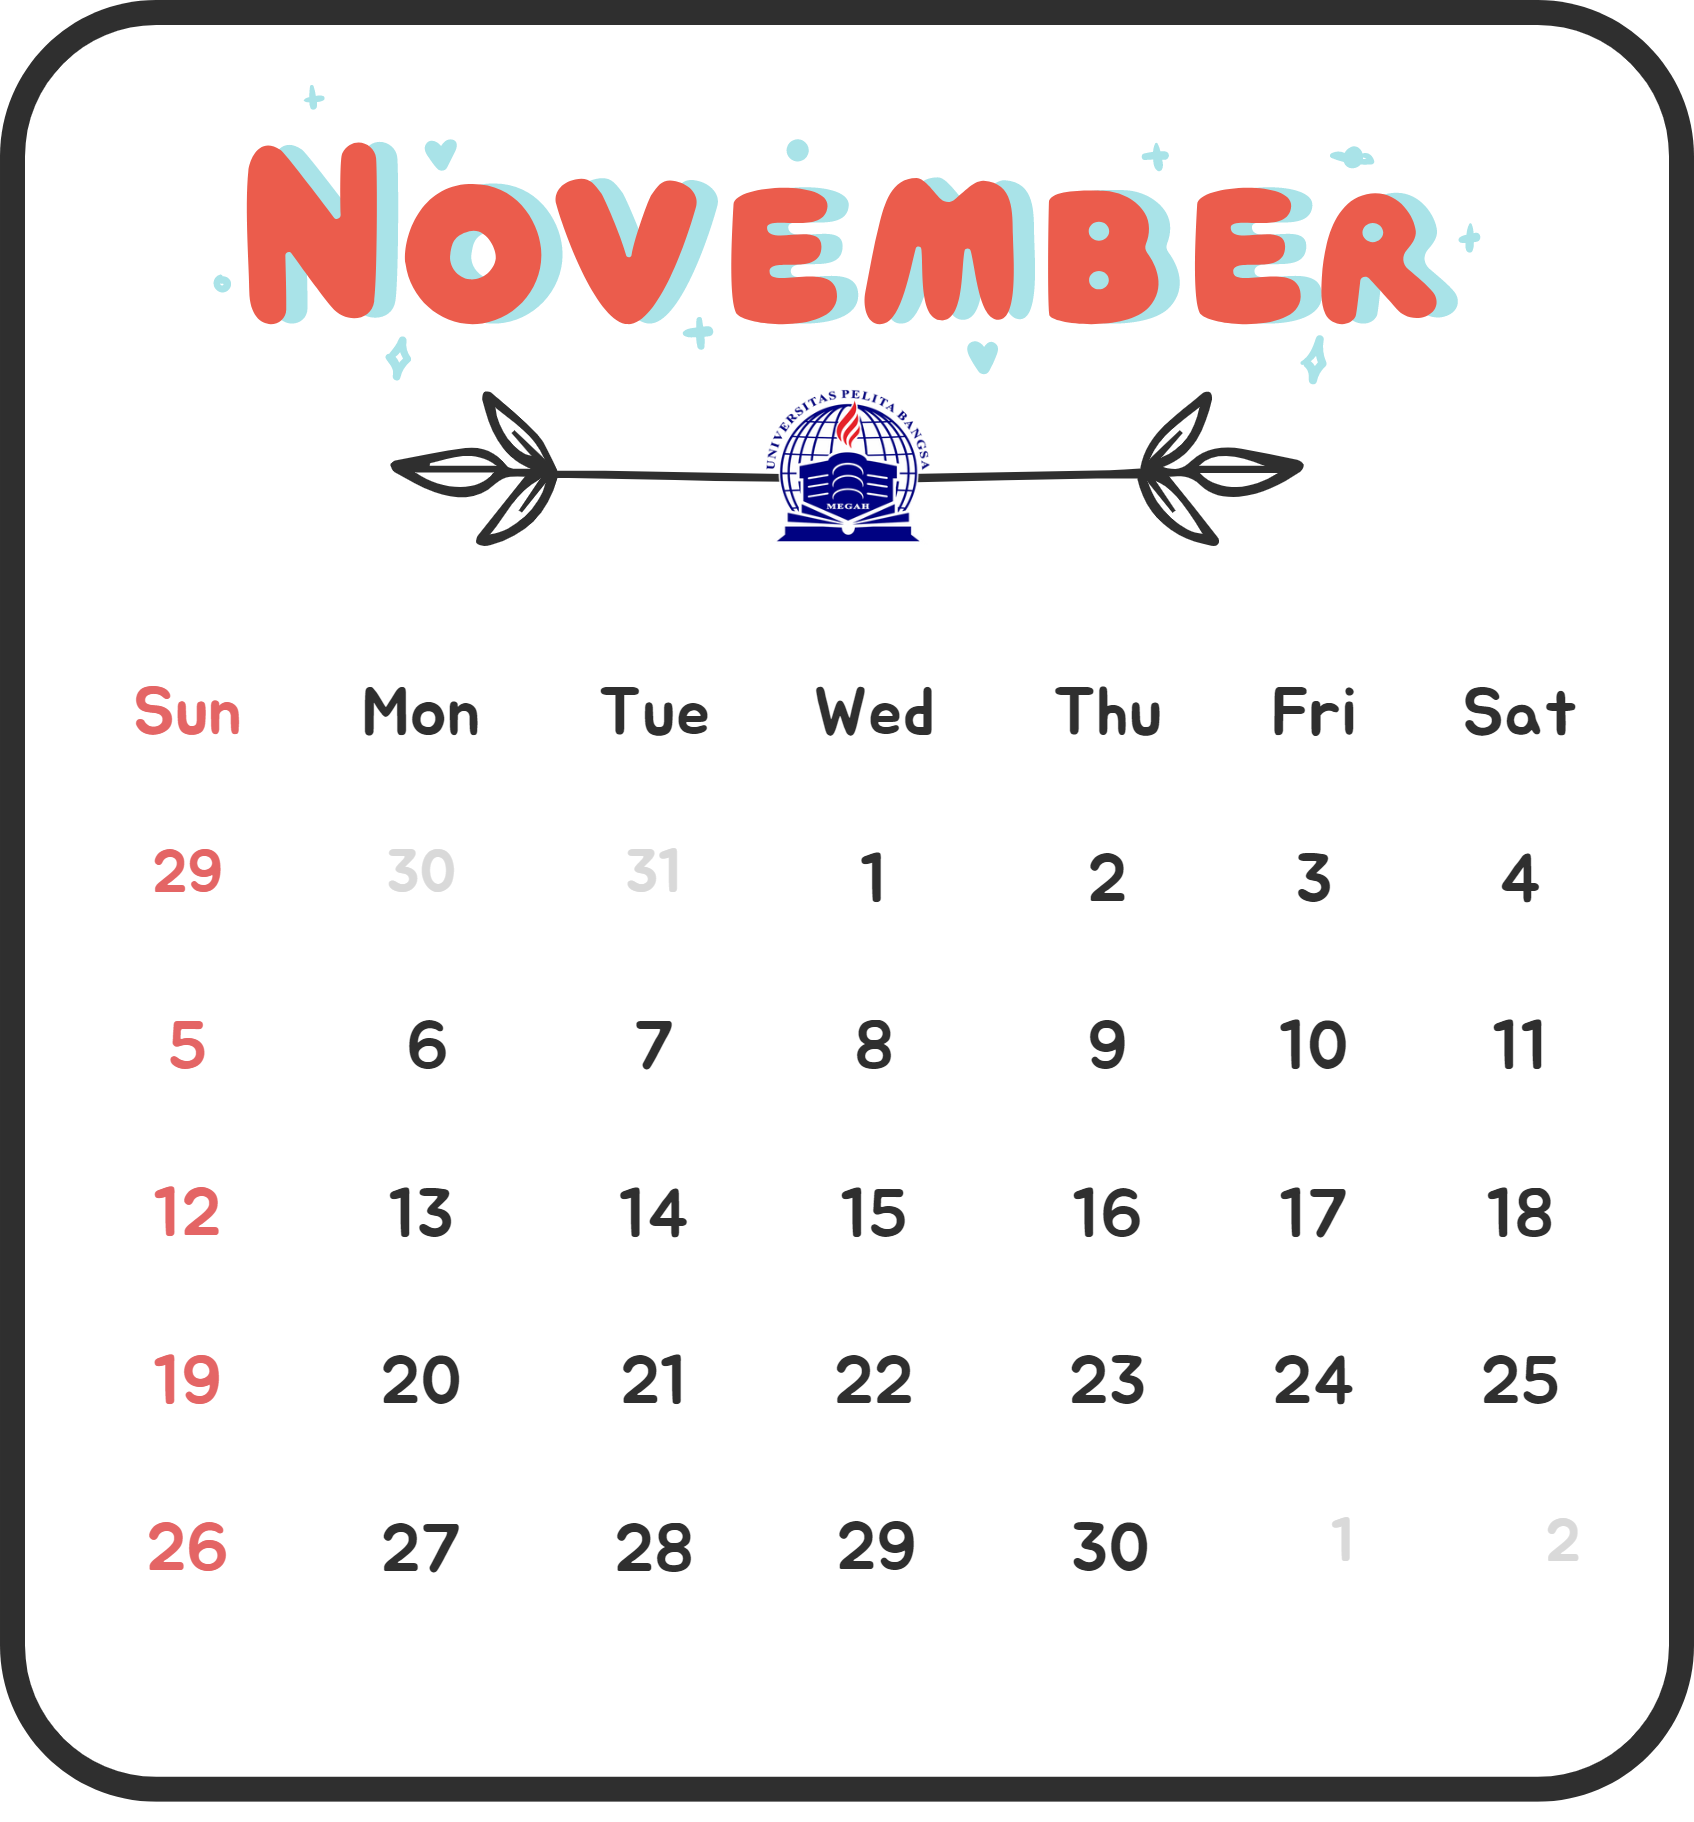 NOVEMBER
UNIVERSITAS PELITA BANGSA
MEGAH
Sun Mon Tue Wed Thu Fri Sat
29 30 31 1 2 3 4
5 6 7 8 9 10 11
12 13 14 15 16 17 18
19 20 21 22 23 24 25
26 27 28 29 30 1 2